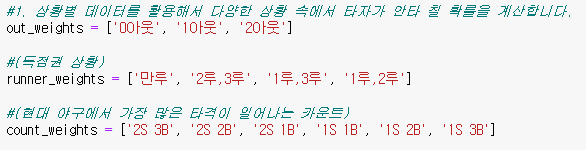 #1. 상황별 데이터를 활용해서 다양한 상황 속에서 타자가 안타 칠 확률을 계산합니다.
out_weights = ['0아웃', '1아웃', '2아웃']
#(득점권 상황)
runner_weights = ['만루', '2루,3루', '1루,3루', '1루,2루']
#(현대 야구에서 가장 많은 타격이 일어나는 카운트)
count_weights = ['2S 3B', '2S 2B', '2S 1B', '1S 1B', '1S 2B', '1S 3B']